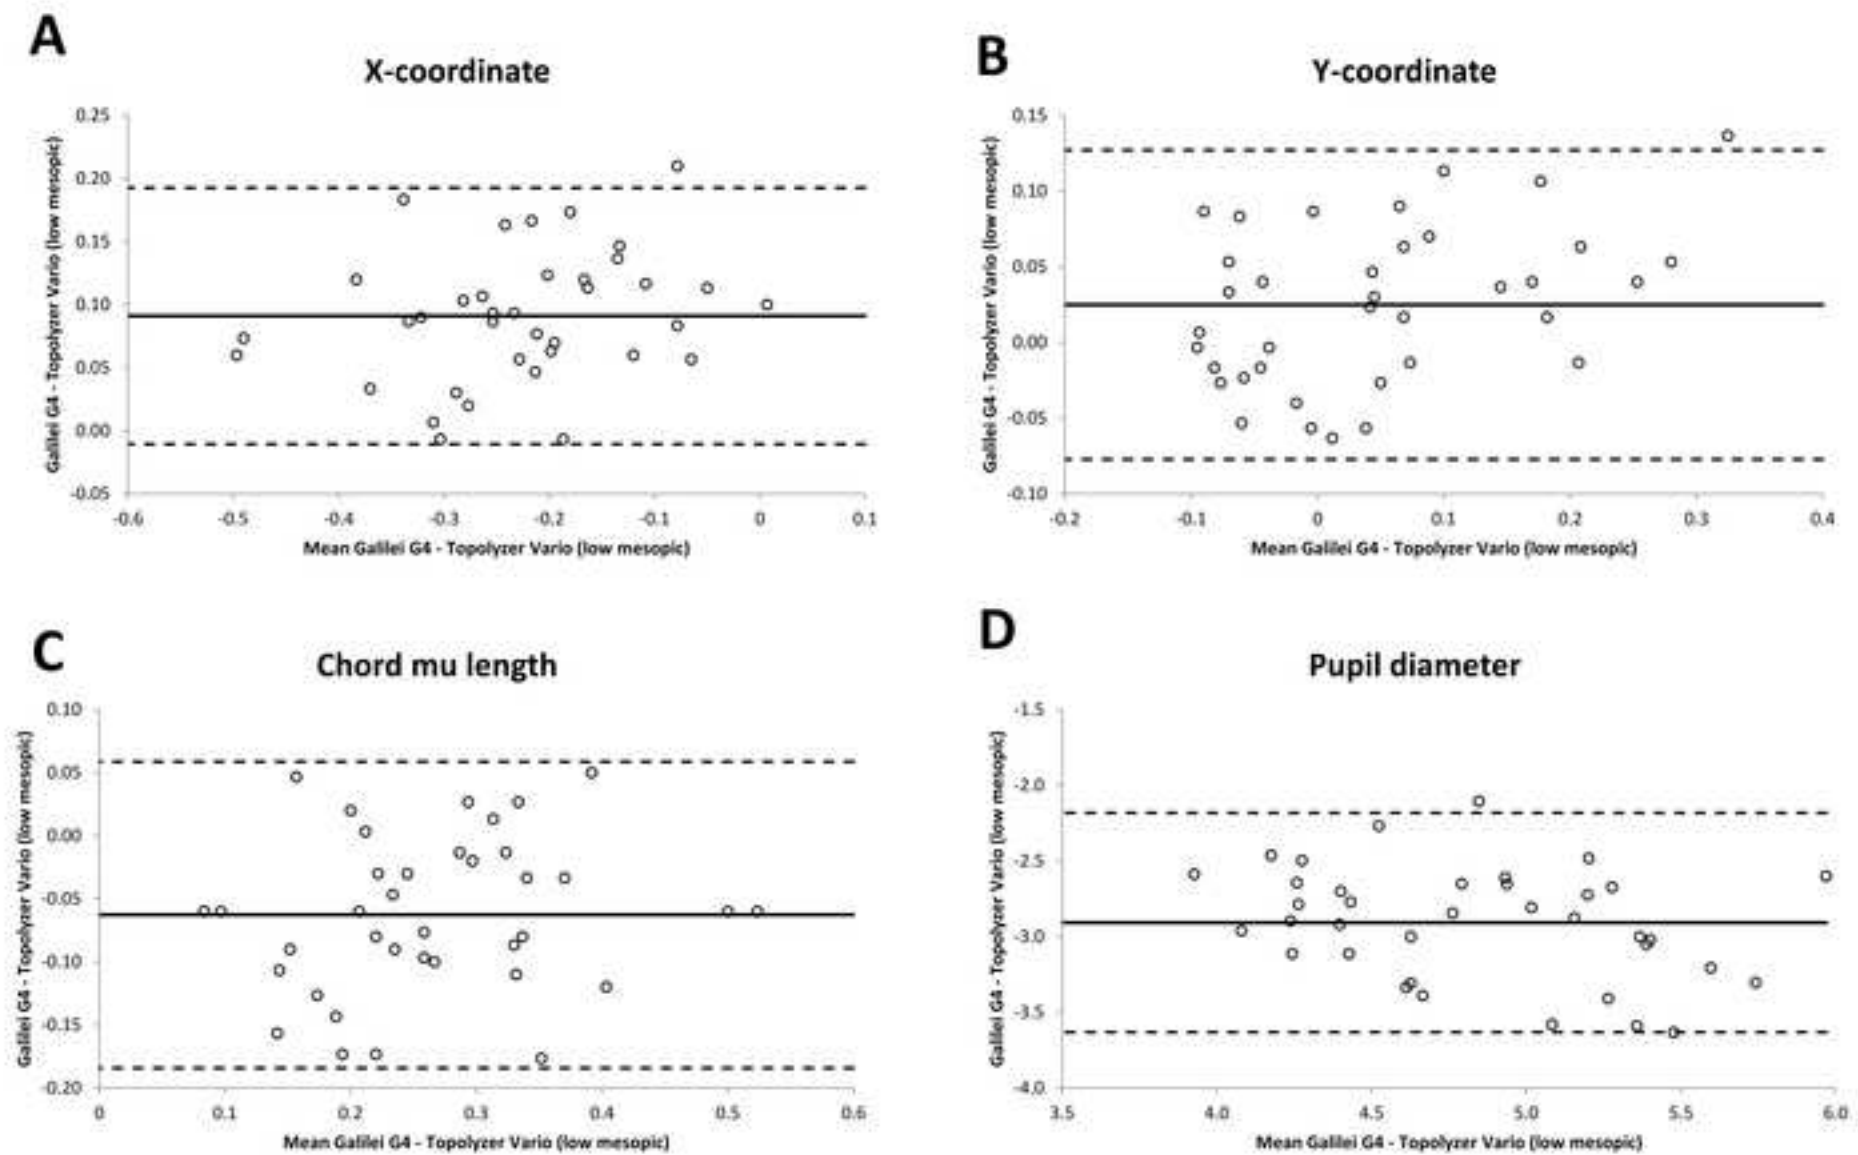 A
X-coordinate
Galilei G4 - Topolyzer Vario (low mesopic)
0.25
0.20
0.15
0.10
0.05
0.00
-0.05
-0.6 -0.5 -0.4 -0.3 -0.2 -0.1 0 0.1
Mean Galilei G4 - Topolyzer Vario (low mesopic)
B
Y-coordinate
Galilei G4 - Topolyzer Vario (low mesopic)
0.15
0.10
0.05
0.00
-0.05
-0.10
-0.2 -0.1 0 0.1 0.2 0.3 0.4
Mean Galilei G4 - Topolyzer Vario (low mesopic)
C
Chord mu length
Galilei G4 - Topolyzer Vario (low mesopic)
0.10
0.05
0.00
-0.05
-0.10
-0.15
-0.20
0 0.1 0.2 0.3 0.4 0.5 0.6
Mean Galilei G4 - Topolyzer Vario (low mesopic)
D
Pupil diameter
Galilei G4 - Topolyzer Vario (low mesopic)
-1.5
-2.0
-2.5
-3.0
-3.5
-4.0
3.5 4.0 4.5 5.0 5.5 6.0
Mean Galilei G4 - Topolyzer Vario (low mesopic)